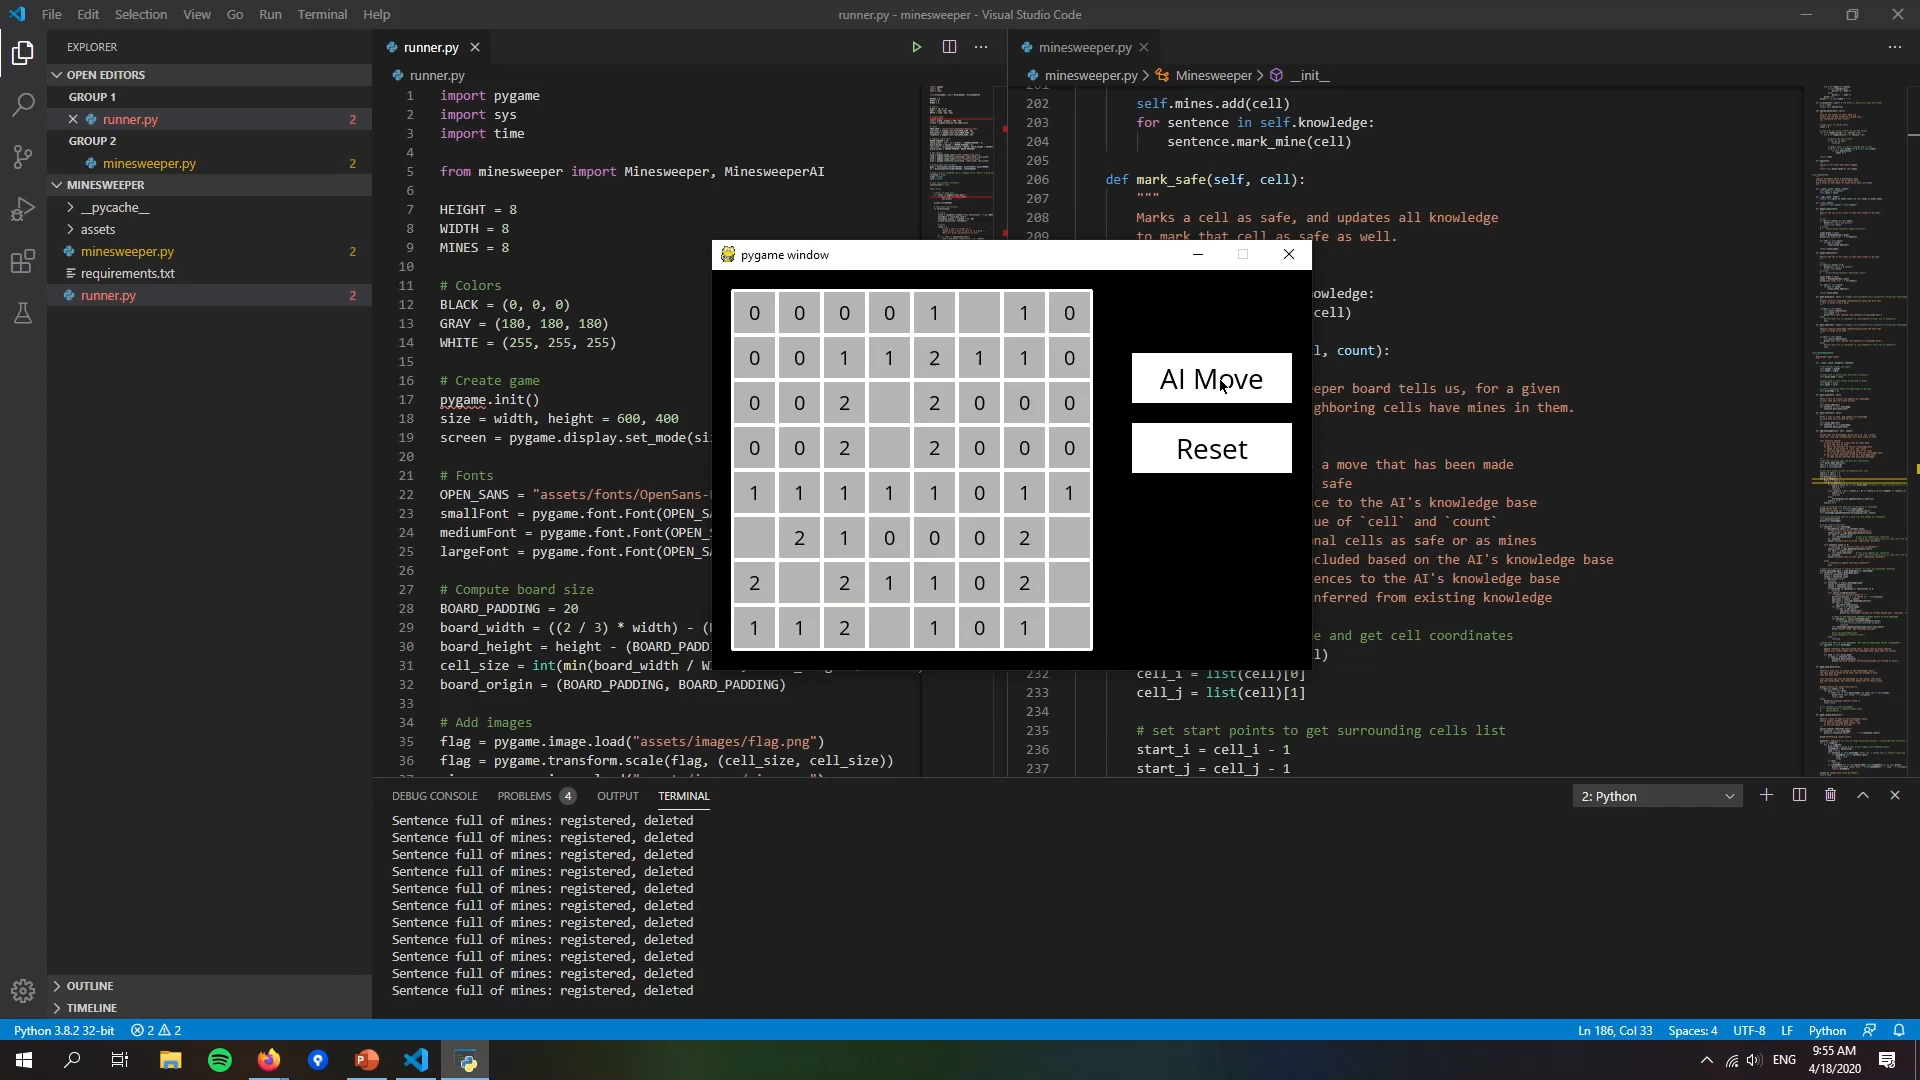 File Edit Selection View Go Run Terminal Help
runner.py - minesweeper - Visual Studio Code
EXPLORER
OPEN EDITORS
GROUP 1
runner.py 2
GROUP 2
minesweeper.py 2
MINESWEEPER
__pycache__
assets
minesweeper.py 2
requirements.txt
runner.py 2
OUTLINE
TIMELINE
runner.py
runner.py
1 import pygame
2 import sys
3 import time
4
5 from minesweeper import Minesweeper, MinesweeperAI
6
7 HEIGHT = 8
8 WIDTH = 8
9 MINES = 8
10
11 # Colors
12 BLACK = (0, 0, 0)
13 GRAY = (180, 180, 180)
14 WHITE = (255, 255, 255)
15
16 # Create game
17 pygame.init()
18 size = width, height = 600, 400
19 screen = pygame.display.set_mode(si
20
21 # Fonts
22 OPEN_SANS = "assets/fonts/OpenSans-
23 smallFont = pygame.font.Font(OPEN_S
24 mediumFont = pygame.font.Font(OPEN_
25 largeFont = pygame.font.Font(OPEN_S
26
27 # Compute board size
28 BOARD_PADDING = 20
29 board_width = ((2 / 3) * width) - (
30 board_height = height - (BOARD_PADD
31 cell_size = int(min(board_width / W
32 board_origin = (BOARD_PADDING, BOARD_PADDING)
33
34 # Add images
35 flag = pygame.image.load("assets/images/flag.png")
36 flag = pygame.transform.scale(flag, (cell_size, cell_size))
minesweeper.py
minesweeper.py > Minesweeper > __init__
202 self.mines.add(cell)
203 for sentence in self.knowledge:
204 sentence.mark_mine(cell)
205
206 def mark_safe(self, cell):
207 """
208 Marks a cell as safe, and updates all knowledge
209 to mark that cell as safe as well.
owledge:
cell)
l, count):
eper board tells us, for a given
ghboring cells have mines in them.
a move that has been made
safe
ce to the AI's knowledge base
ue of `cell` and `count`
onal cells as safe or as mines
cluded based on the AI's knowledge base
ences to the AI's knowledge base
inferred from existing knowledge
e and get cell coordinates
l)
232 cell_i = list(cell)[0]
233 cell_j = list(cell)[1]
234
235 # set start points to get surrounding cells list
236 start_i = cell_i - 1
237 start_j = cell_j - 1
pygame window
0 0 0 0 1 1 0
0 0 1 1 2 1 1 0
0 0 2 2 0 0 0
0 0 2 2 0 0 0
1 1 1 1 1 0 1 1
2 1 0 0 0 2
2 2 1 1 0 2
1 1 2 1 0 1
AI Move
Reset
DEBUG CONSOLE PROBLEMS 4 OUTPUT TERMINAL
2: Python
Sentence full of mines: registered, deleted
Sentence full of mines: registered, deleted
Sentence full of mines: registered, deleted
Sentence full of mines: registered, deleted
Sentence full of mines: registered, deleted
Sentence full of mines: registered, deleted
Sentence full of mines: registered, deleted
Sentence full of mines: registered, deleted
Sentence full of mines: registered, deleted
Sentence full of mines: registered, deleted
Sentence full of mines: registered, deleted
Python 3.8.2 32-bit 2 2
Ln 186, Col 33 Spaces: 4 UTF-8 LF Python
ENG
9:55 AM
4/18/2020